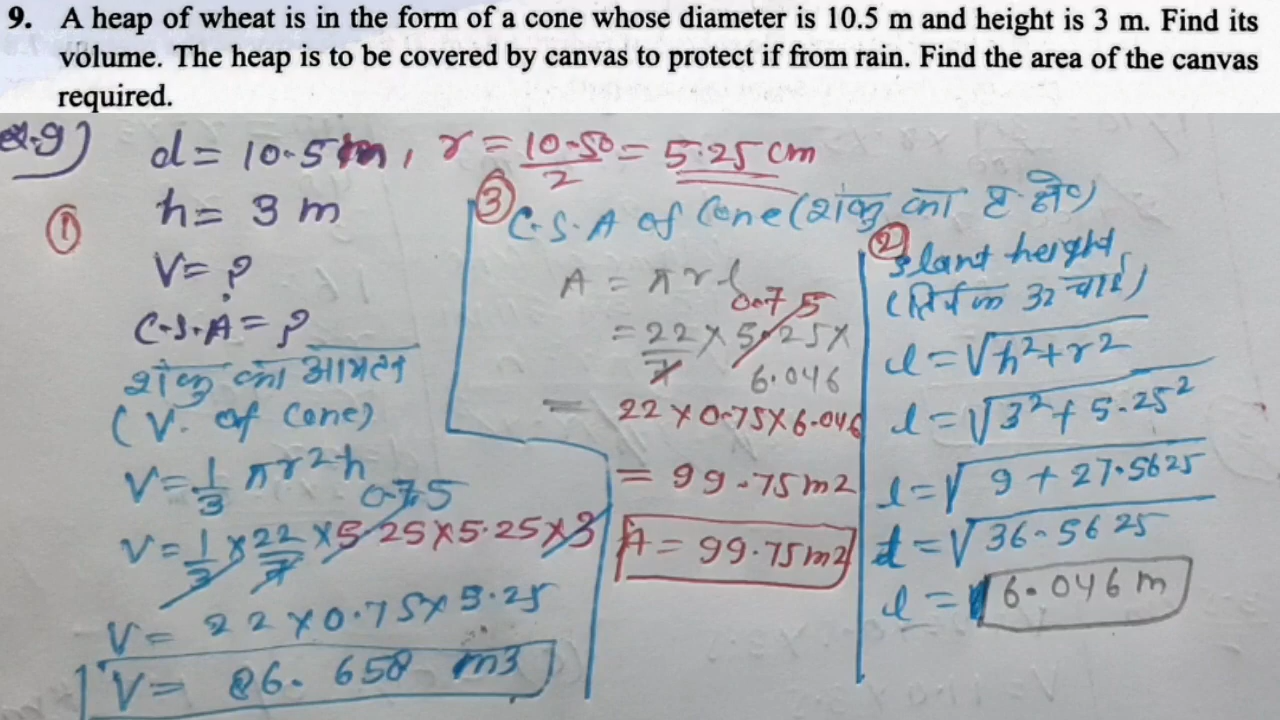 9. A heap of wheat is in the form of a cone whose diameter is 10.5 m and height is 3 m. Find its
volume. The heap is to be covered by canvas to protect if from rain. Find the area of the canvas
required.
Q.9) d = 10.5 m, r = 10.50/2 = 5.25 cm
① h = 3 m
V = ?
C.S.A = ?
शंकु का आयतन
(V. of Cone)
V = 1/3 πr²h
0.75
V = 1/3 × 22/7 × 5.25 × 5.25 × 3
V = 22 × 0.75 × 5.25
V = 86.658 m3
③ C.S.A of Cone (शंकु का
A = πrl
0.75
= 22/7 × 5.25 ×
6.046
= 22 × 0.75 × 6.046
= 99.75 m2
A = 99.75 m2
② Slant height
l = √h²+r²
l = √3²+5.25²
l = √9 + 27.5625
l = √36.5625
l = 6.046 m